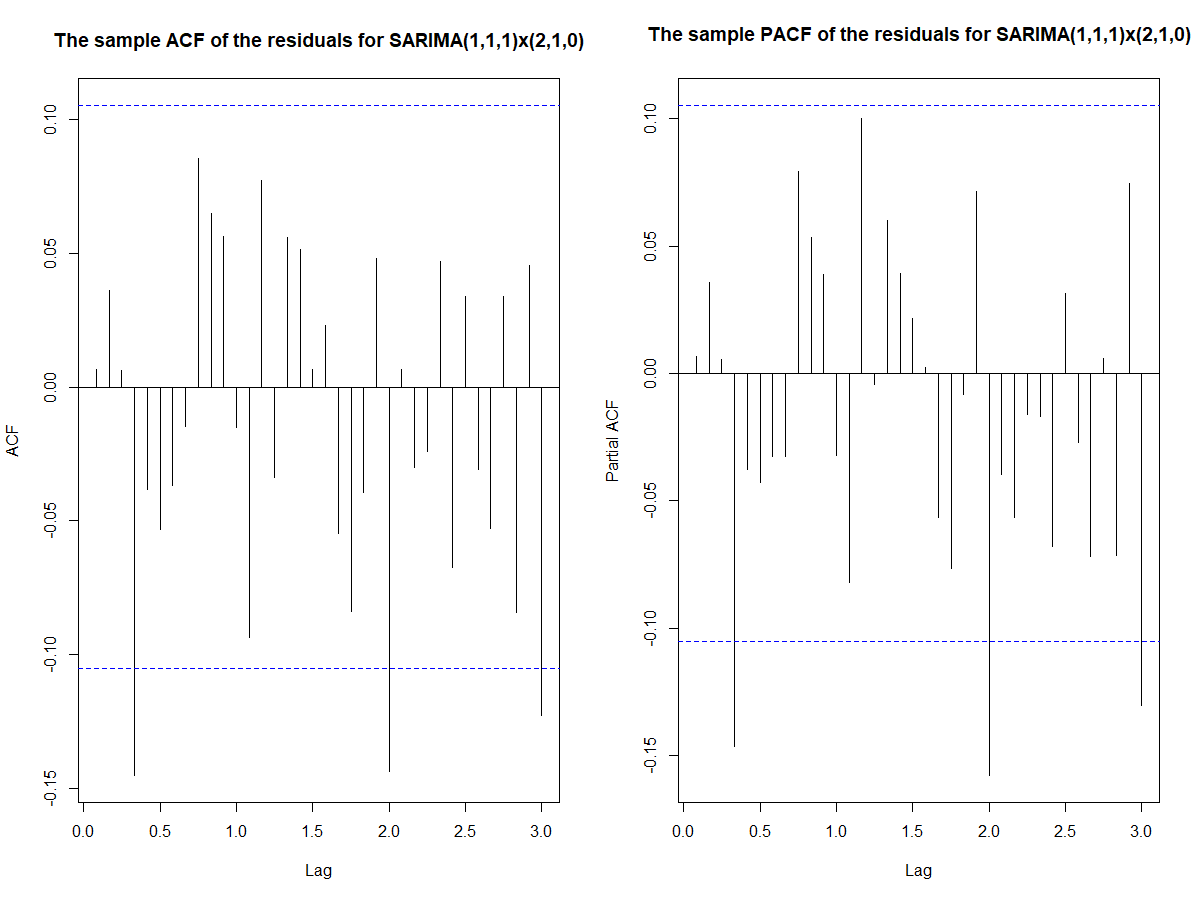 The sample ACF of the residuals for SARIMA(1,1,1)x(2,1,0)
ACF
0.10
0.05
0.00
-0.05
-0.10
-0.15
0.0 0.5 1.0 1.5 2.0 2.5 3.0
Lag
The sample PACF of the residuals for SARIMA(1,1,1)x(2,1,0)
Partial ACF
0.10
0.05
0.00
-0.05
-0.10
-0.15
0.0 0.5 1.0 1.5 2.0 2.5 3.0
Lag